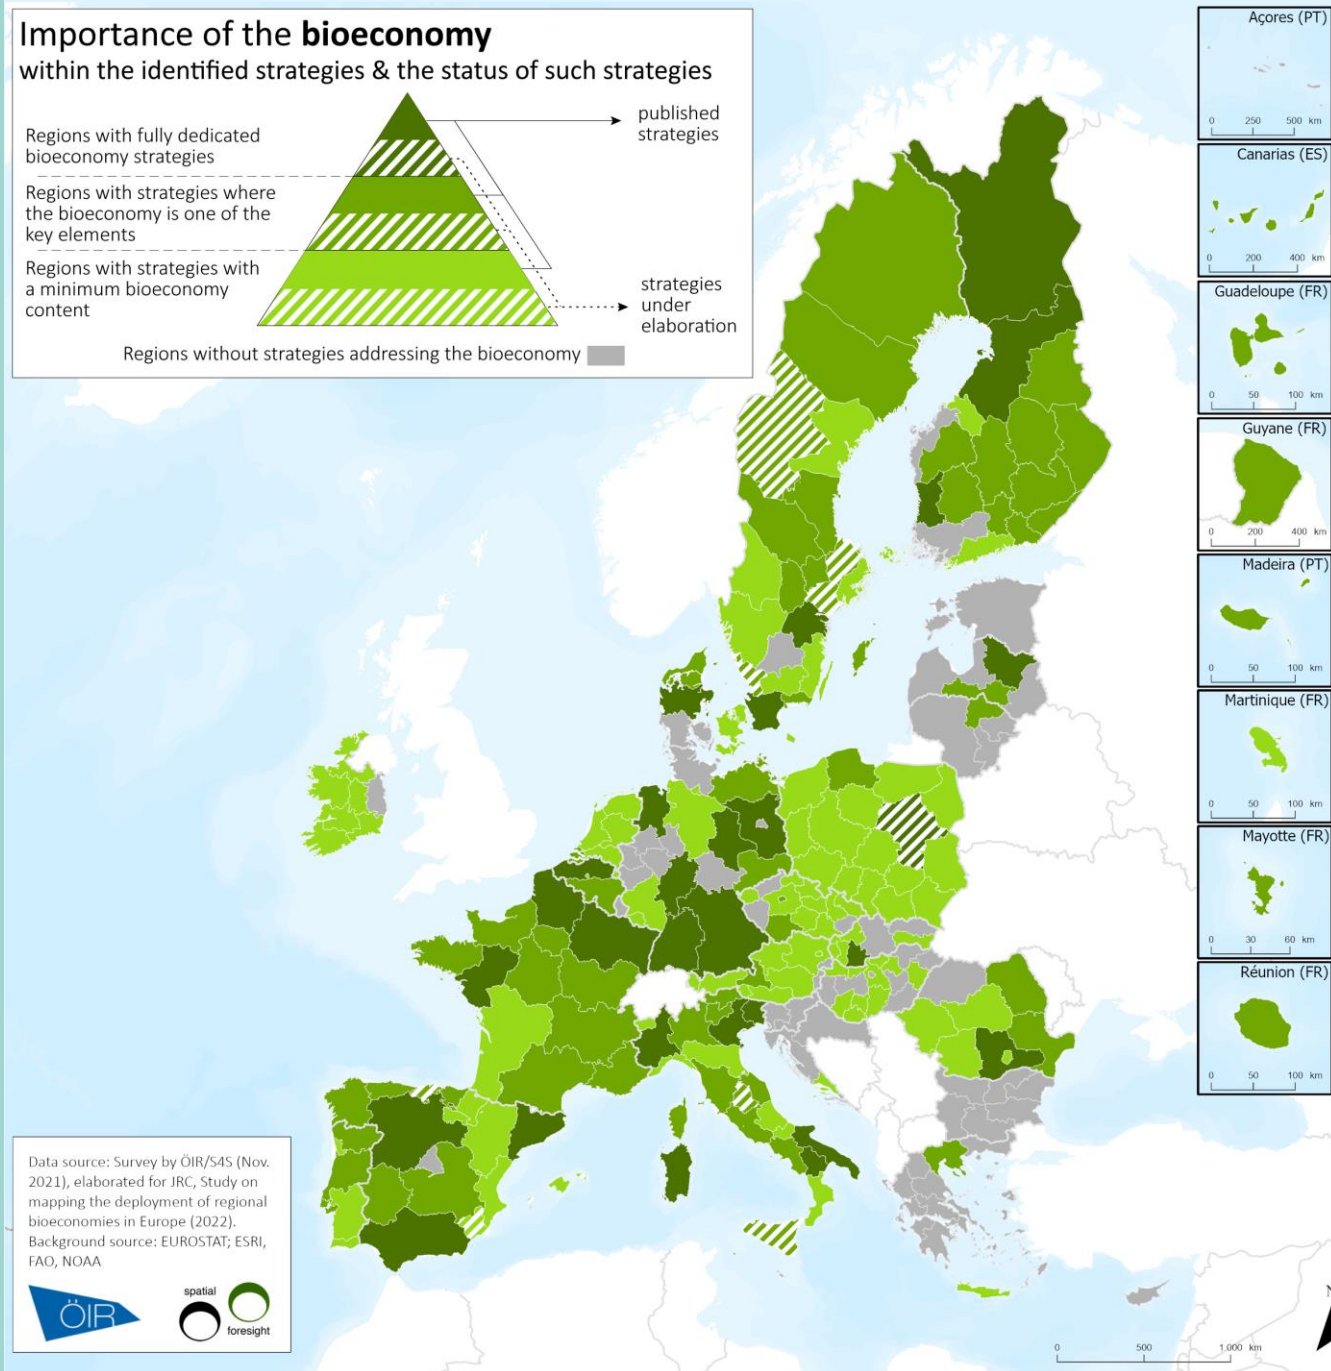 Importance of the bioeconomy
within the identified strategies & the status of such strategies
Regions with fully dedicated
bioeconomy strategies
Regions with strategies where
the bioeconomy is one of the
key elements
Regions with strategies with
a minimum bioeconomy
content
published
strategies
strategies
under
elaboration
Regions without strategies addressing the bioeconomy
Açores (PT)
0 250 500 km
Canarias (ES)
0 200 400 km
Guadeloupe (FR)
0 50 100 km
Guyane (FR)
0 200 400 km
Madeira (PT)
0 50 100 km
Martinique (FR)
0 50 100 km
Mayotte (FR)
0 30 60 km
Réunion (FR)
0 50 100 km
Data source: Survey by ÖIR/S4S (Nov.
2021), elaborated for JRC, Study on
mapping the deployment of regional
bioeconomies in Europe (2022).
Background source: EUROSTAT; ESRI,
FAO, NOAA
ÖIR
spatial
foresight
0 500 1.000 km